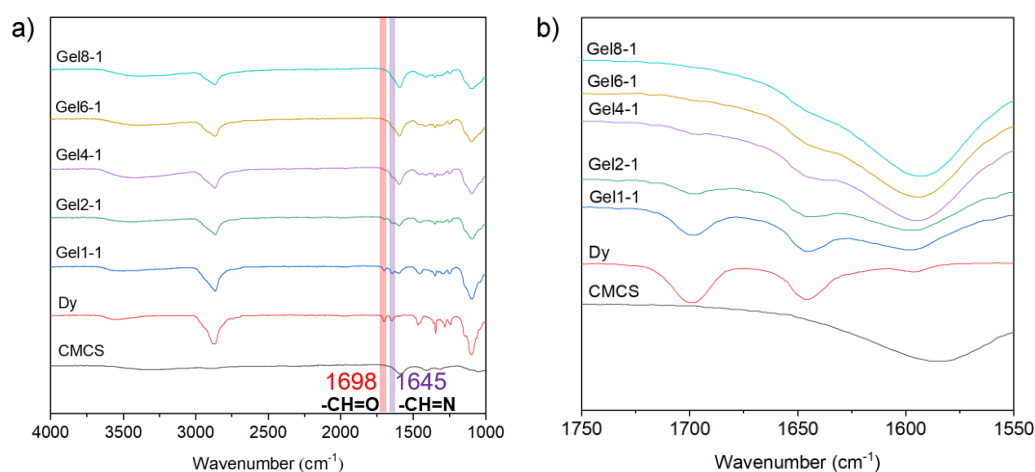 a)
Gel8-1
Gel6-1
Gel4-1
Gel2-1
Gel1-1
Dy
CMCS
1698
1645
-CH=O
-CH=N
4000 3500 3000 2500 2000 1500 1000
Wavenumber (cm-1)
b)
Gel8-1
Gel6-1
Gel4-1
Gel2-1
Gel1-1
Dy
CMCS
1750 1700 1650 1600 1550
Wavenumber (cm-1)